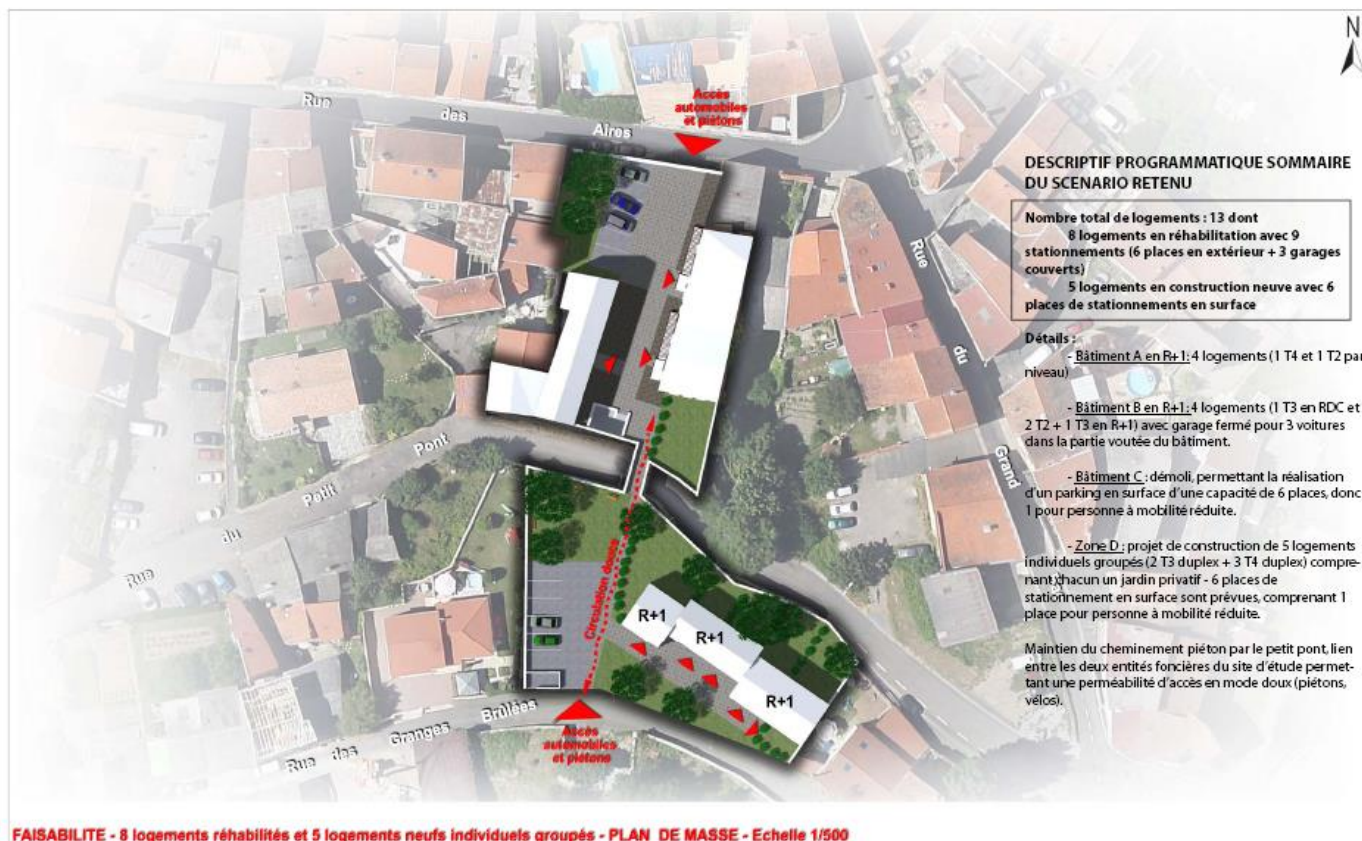 N
Rue des Aires
Accès
automobiles
et piétons
Rue du Grand
Rue du Petit Pont
Circulation douce
R+1
R+1
R+1
Rue des Granges Brûlées
Accès
automobiles
et piétons
DESCRIPTIF PROGRAMMATIQUE SOMMAIRE
DU SCENARIO RETENU
Nombre total de logements : 13 dont
8 logements en réhabilitation avec 9
stationnements (6 places en extérieur + 3 garages
couverts)
5 logements en construction neuve avec 6
places de stationnements en surface
Détails :
- Bâtiment A en R+1: 4 logements (1 T4 et 1 T2 par
niveau)
- Bâtiment B en R+1: 4 logements (1 T3 en RDC et
2 T2 + 1 T3 en R+1) avec garage fermé pour 3 voitures
dans la partie voutée du bâtiment.
- Bâtiment C : démoli, permettant la réalisation
d'un parking en surface d'une capacité de 6 places, donc
1 pour personne à mobilité réduite.
- Zone D : projet de construction de 5 logements
individuels groupés (2 T3 duplex + 3 T4 duplex) compre-
nant chacun un jardin privatif - 6 places de
stationnement en surface sont prévues, comprenant 1
place pour personne à mobilité réduite.
Maintien du cheminement piéton par le petit pont, lien
entre les deux entités foncières du site d'étude permet-
tant une perméabilité d'accès en mode doux (piétons,
vélos).
FAISABILITE - 8 logements réhabilités et 5 logements neufs individuels groupés - PLAN DE MASSE - Echelle 1/500